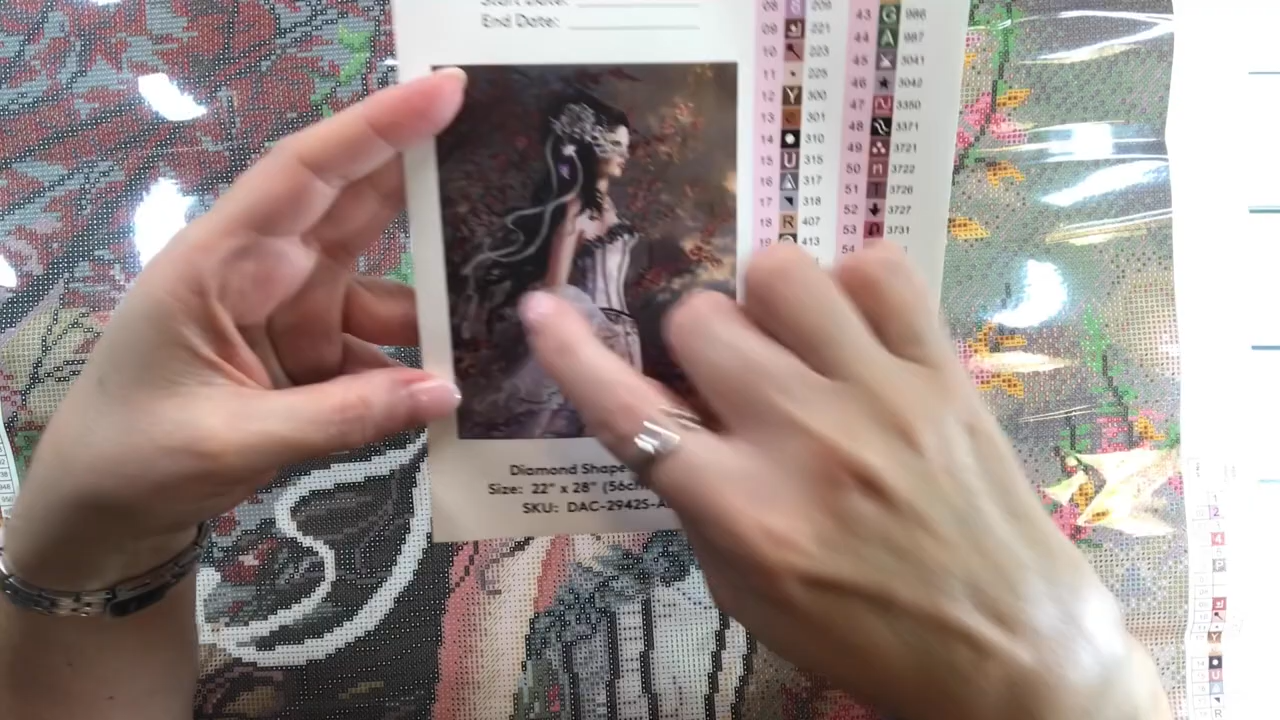 Start Date:
End Date:
08 S 209
09 221
10 223
11 225
12 Y 300
13 301
14 310
15 U 315
16 317
17 318
18 R 407
19 413
43 G 986
44 A 987
45 3041
46 3042
47 3350
48 3371
49 3721
50 n 3722
51 T 3726
52 3727
53 3731
54
Diamond Shape
Size: 22" x 28" (56c
SKU: DAC-2942S-A